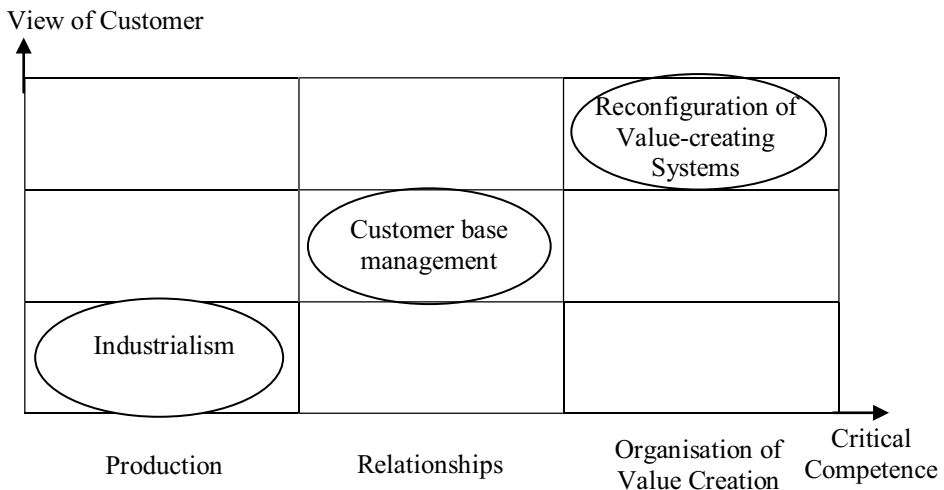 View of Customer
Reconfiguration of
Value-creating
Systems
Customer base
management
Industrialism
Production
Relationships
Organisation of
Value Creation
Critical
Competence